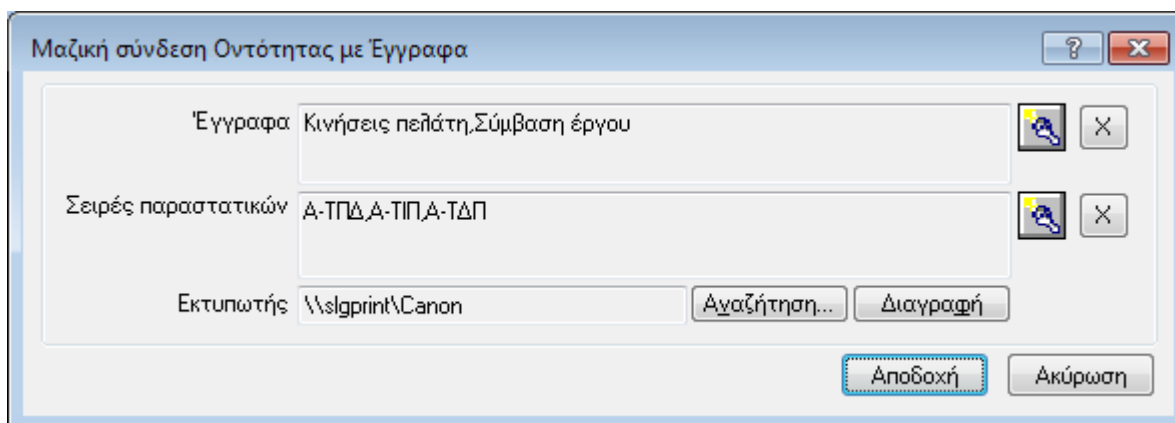 Μαζική σύνδεση Οντότητας με Έγγραφα
Έγγραφα Κινήσεις πελάτη,Σύμβαση έργου X
Σειρές παραστατικών Α-ΤΠΔ,Α-ΤΙΠ,Α-ΤΔΠ X
Εκτυπωτής \\slgprint\Canon Αναζήτηση... Διαγραφή
Αποδοχή Ακύρωση